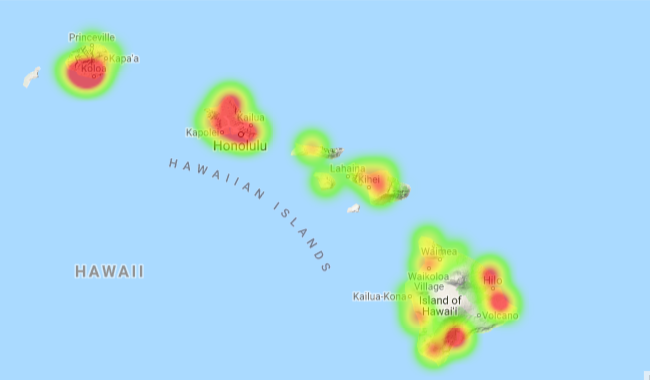 Princeville
Kapa'a
Koloa
Kailua
Kapolei
Honolulu
Lahaina
Kihei
HAWAIIAN ISLANDS
HAWAII
Waimea
Waikoloa
Village
Hilo
Kailua-Kona
Island of
Hawai'i
Volcano